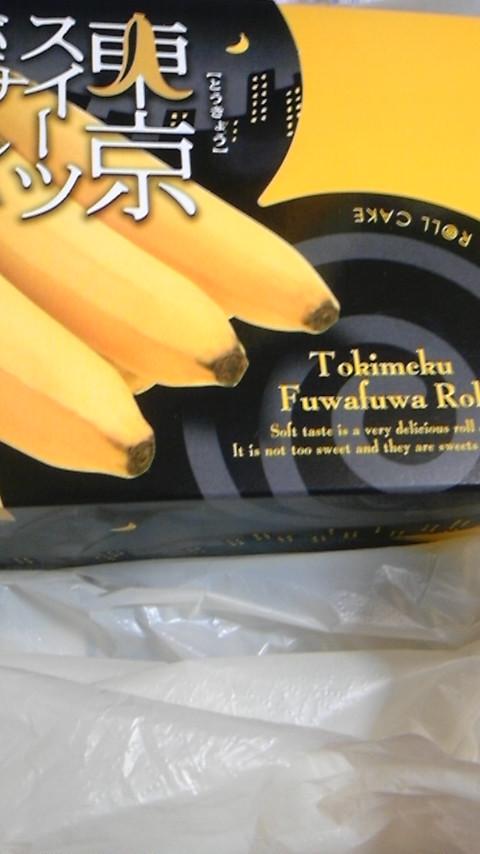 東京
【とうきょう】
スイーツ
ROLL CAKE
Tokimeku
Fuwafuwa Rol
Soft taste is a very delicious roll
It is not too sweet and they are sweets